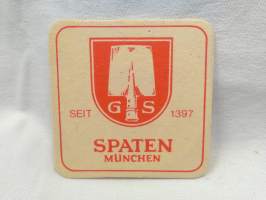 G S
SEIT 1397
SPATEN
MÜNCHEN